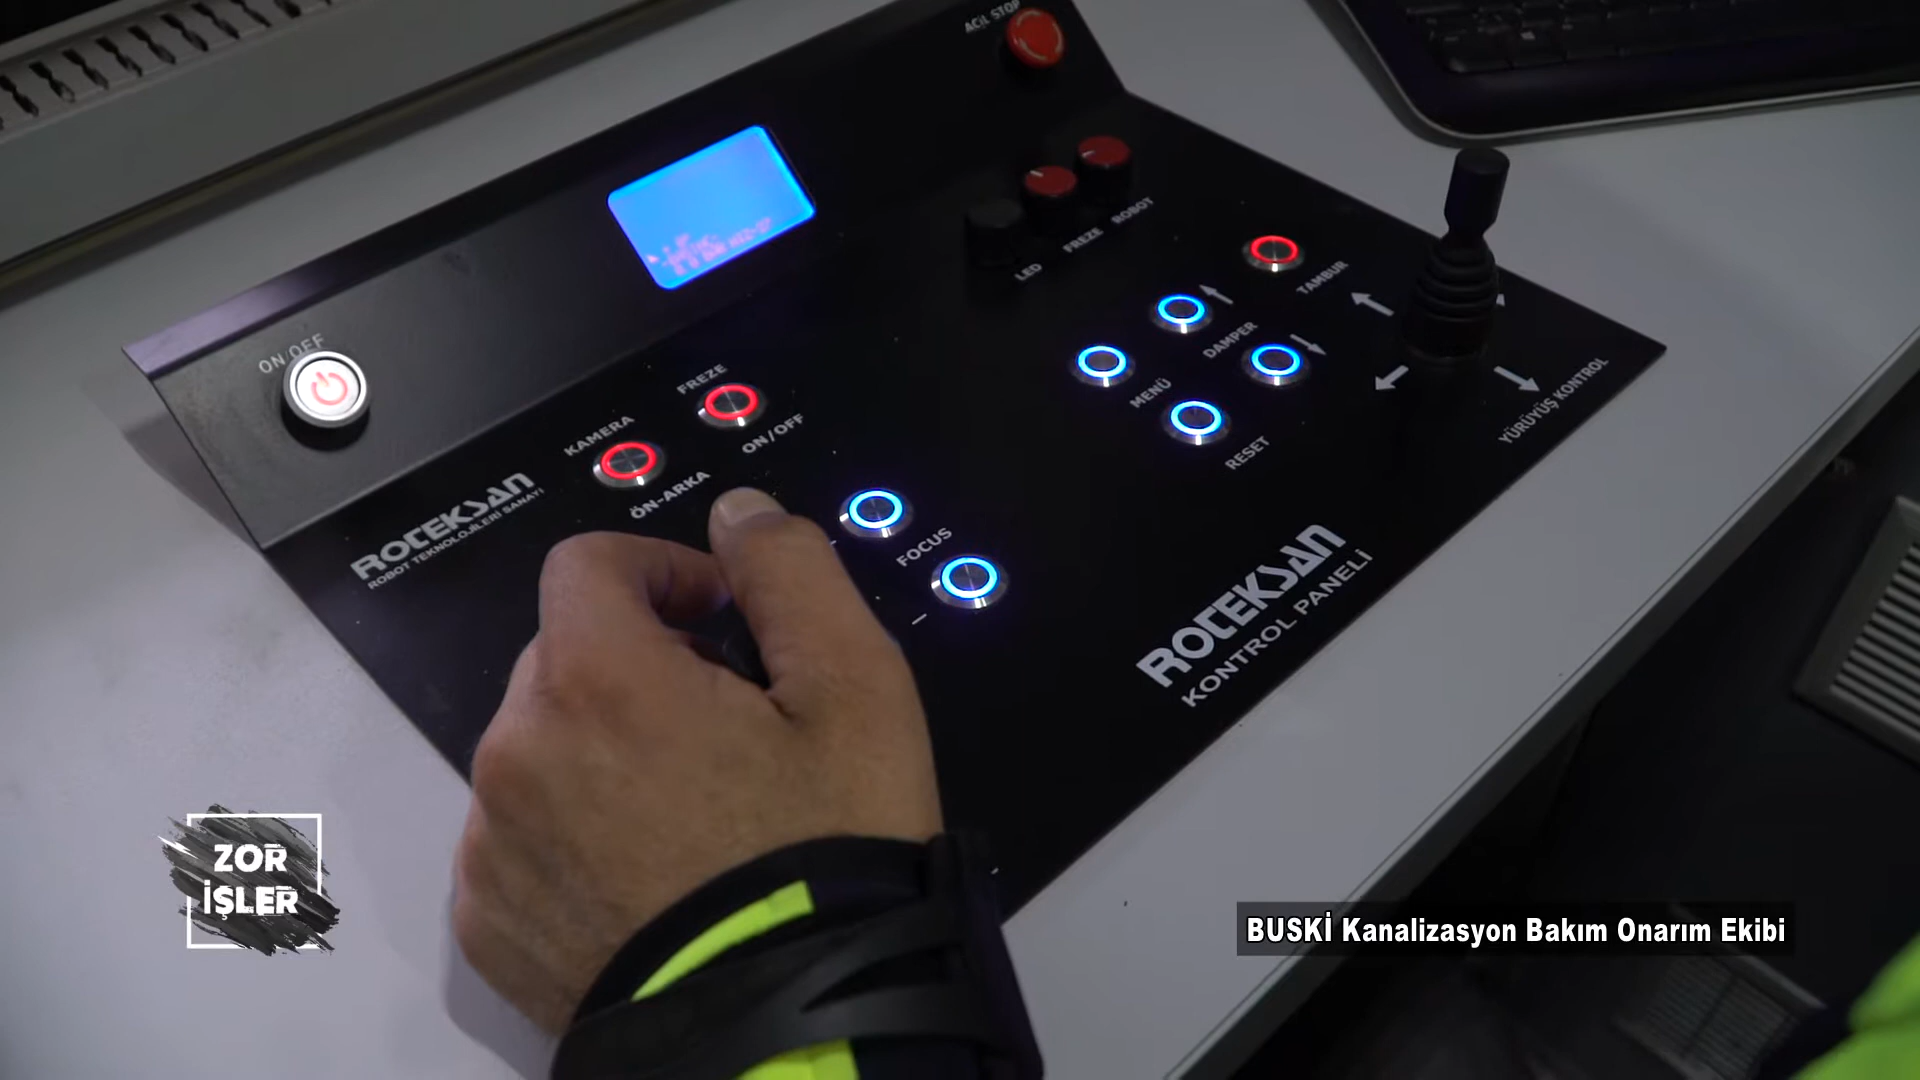 ACİL STOP
ON/OFF
LED
FREZE
ROBOT
TAMBUR
DAMPER
MENÜ
RESET
YÜRÜYÜŞ KONTROL
KAMERA
ÖN-ARKA
FREZE
ON/OFF
FOCUS
ROTEKSAN
ROBOT TEKNOLOJİLERİ SANAYİ
ROTEKSAN
KONTROL PANELİ
ZOR
İŞLER
BUSKİ Kanalizasyon Bakım Onarım Ekibi